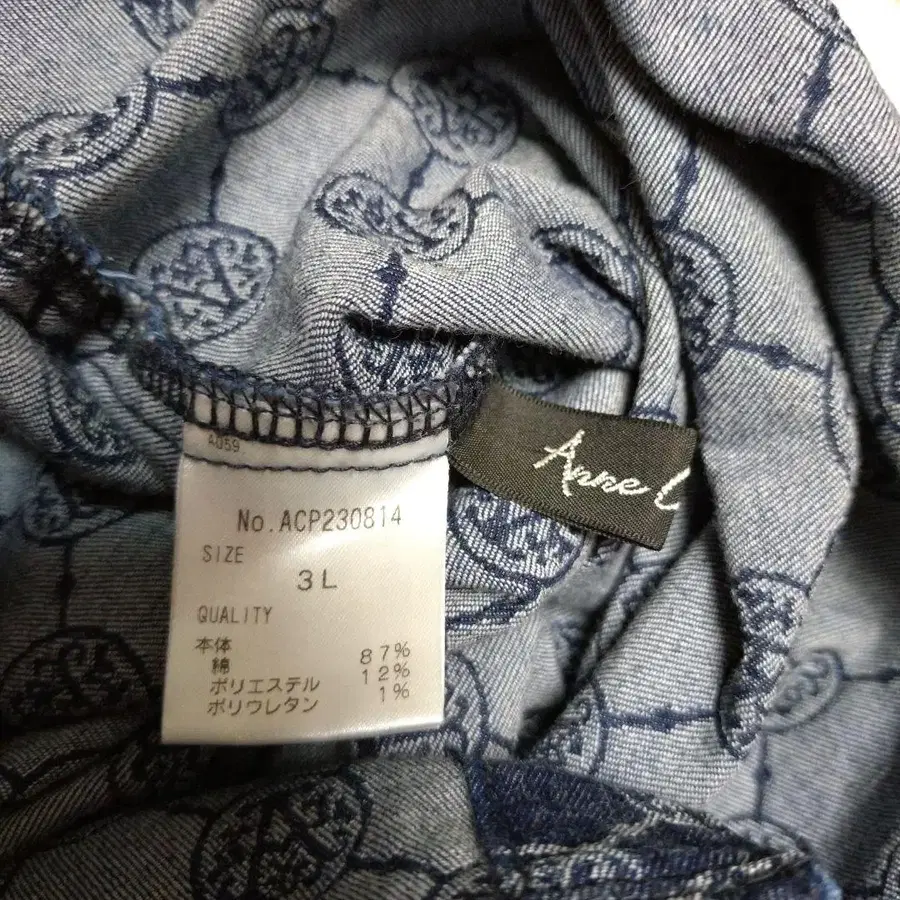 A059
No.ACP230814
SIZE
3L
QUALITY
本体
綿 87%
ポリエステル 12%
ポリウレタン 1%
Anne